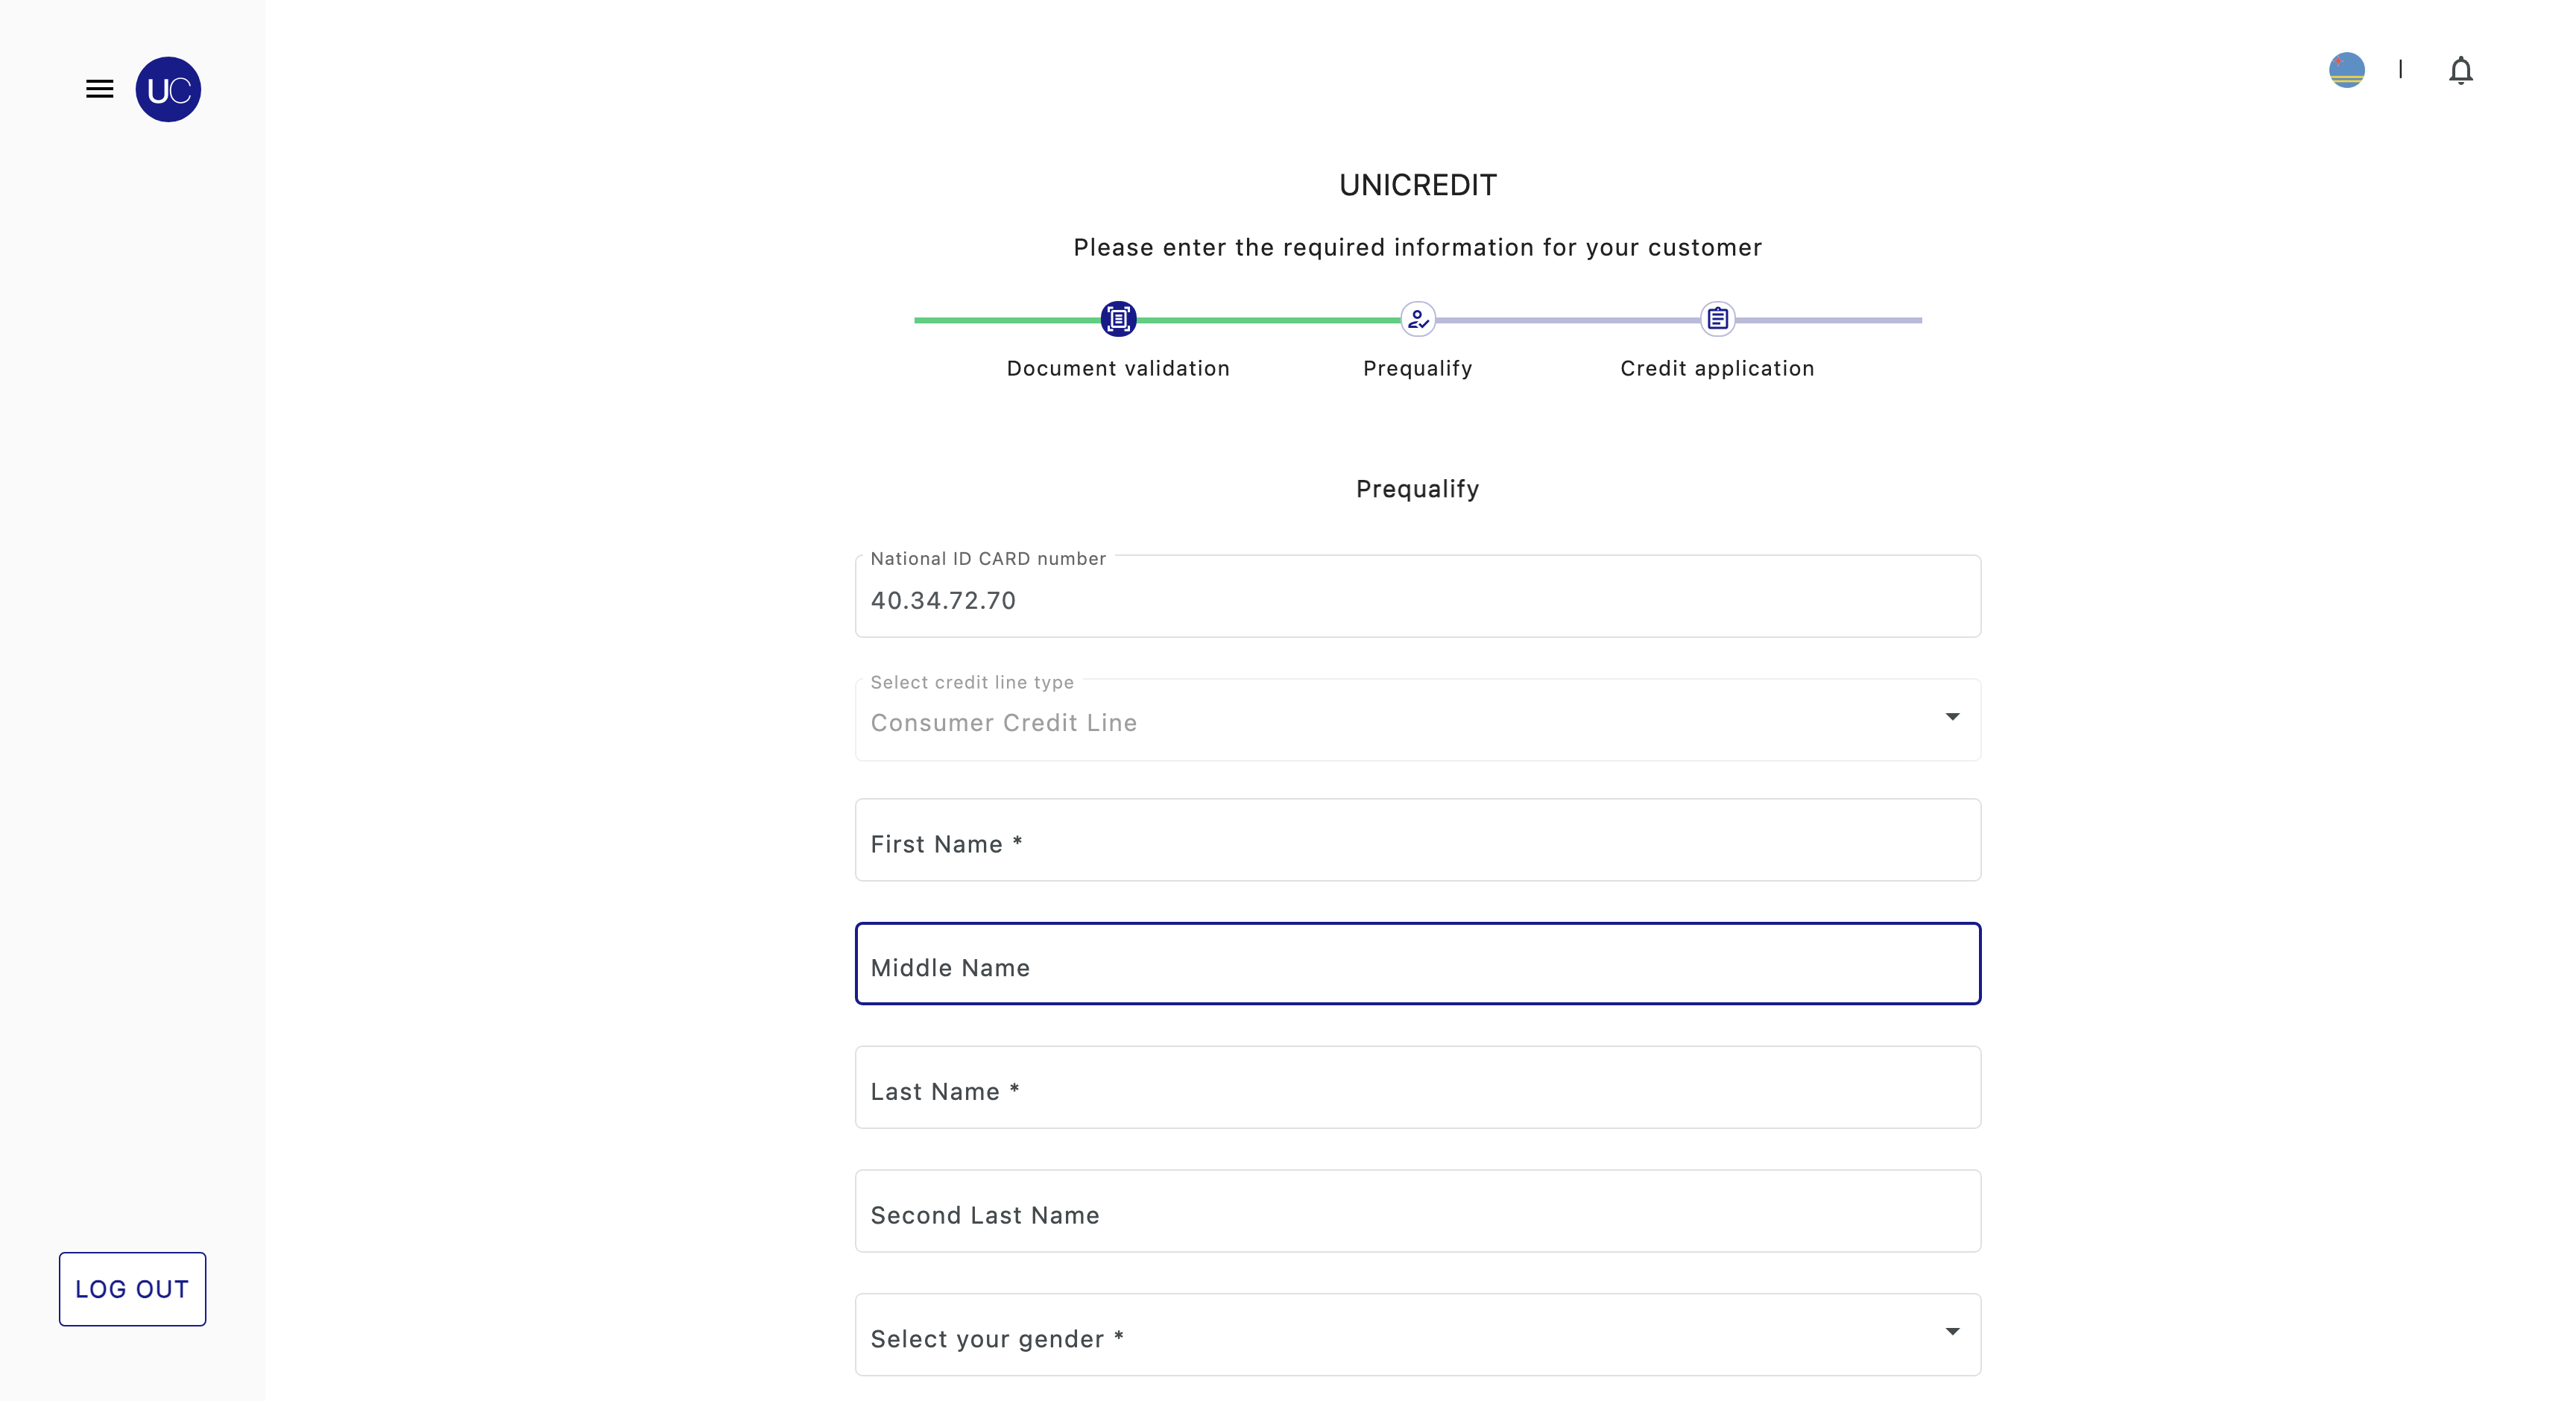 UC
UNICREDIT
Please enter the required information for your customer
Document validation
Prequalify
Credit application
Prequalify
National ID CARD number
40.34.72.70
Select credit line type
Consumer Credit Line
First Name *
Middle Name
Last Name *
Second Last Name
Select your gender *
LOG OUT